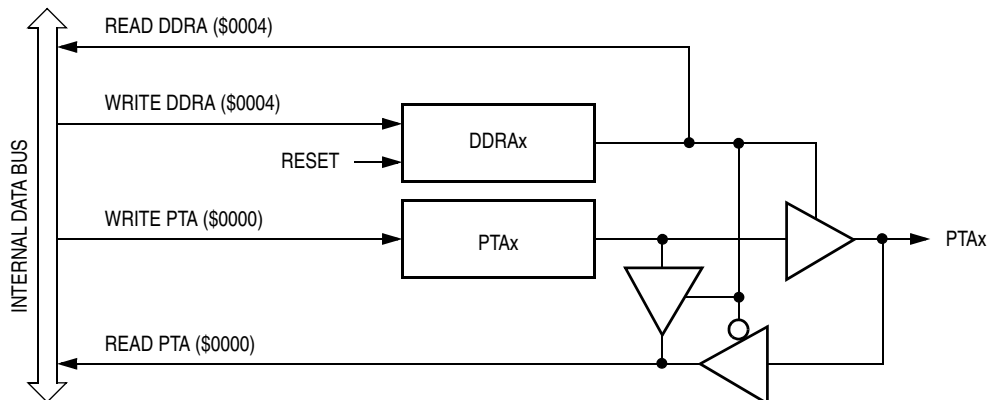 READ DDRA ($0004)
WRITE DDRA ($0004)
DDRAx
RESET
INTERNAL DATA BUS
WRITE PTA ($0000)
PTAx
PTAx
READ PTA ($0000)